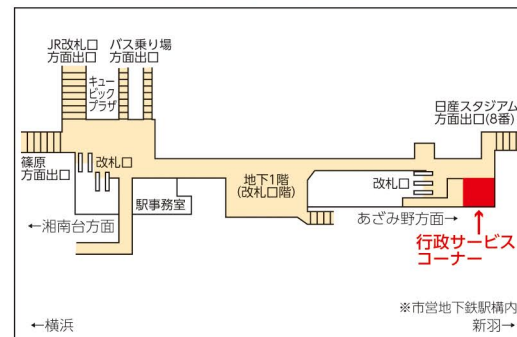 JR改札口
方面出口
バス乗り場
方面出口
キュー
ビック
プラザ
日産スタジアム
方面出口(8番)
篠原
方面出口
改札口
地下1階
(改札口階)
改札口
駅事務室
←湘南台方面
あざみ野方面→
行政サービス
コーナー
※市営地下鉄駅構内
←横浜
新羽→